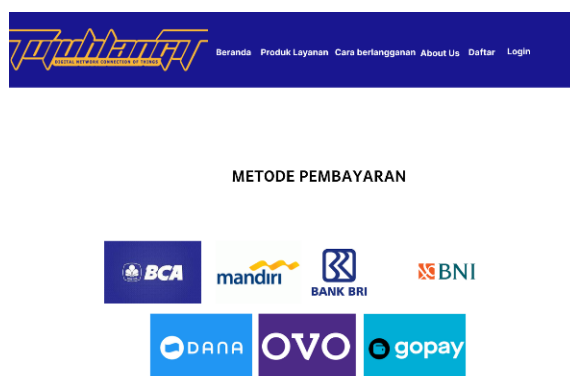 Tujuhlangit
DIGITAL NETWORK CONNECTION OF THINGS
Beranda Produk Layanan Cara berlangganan About Us Daftar Login
METODE PEMBAYARAN
BCA mandiri BANK BRI BNI
DANA OVO gopay